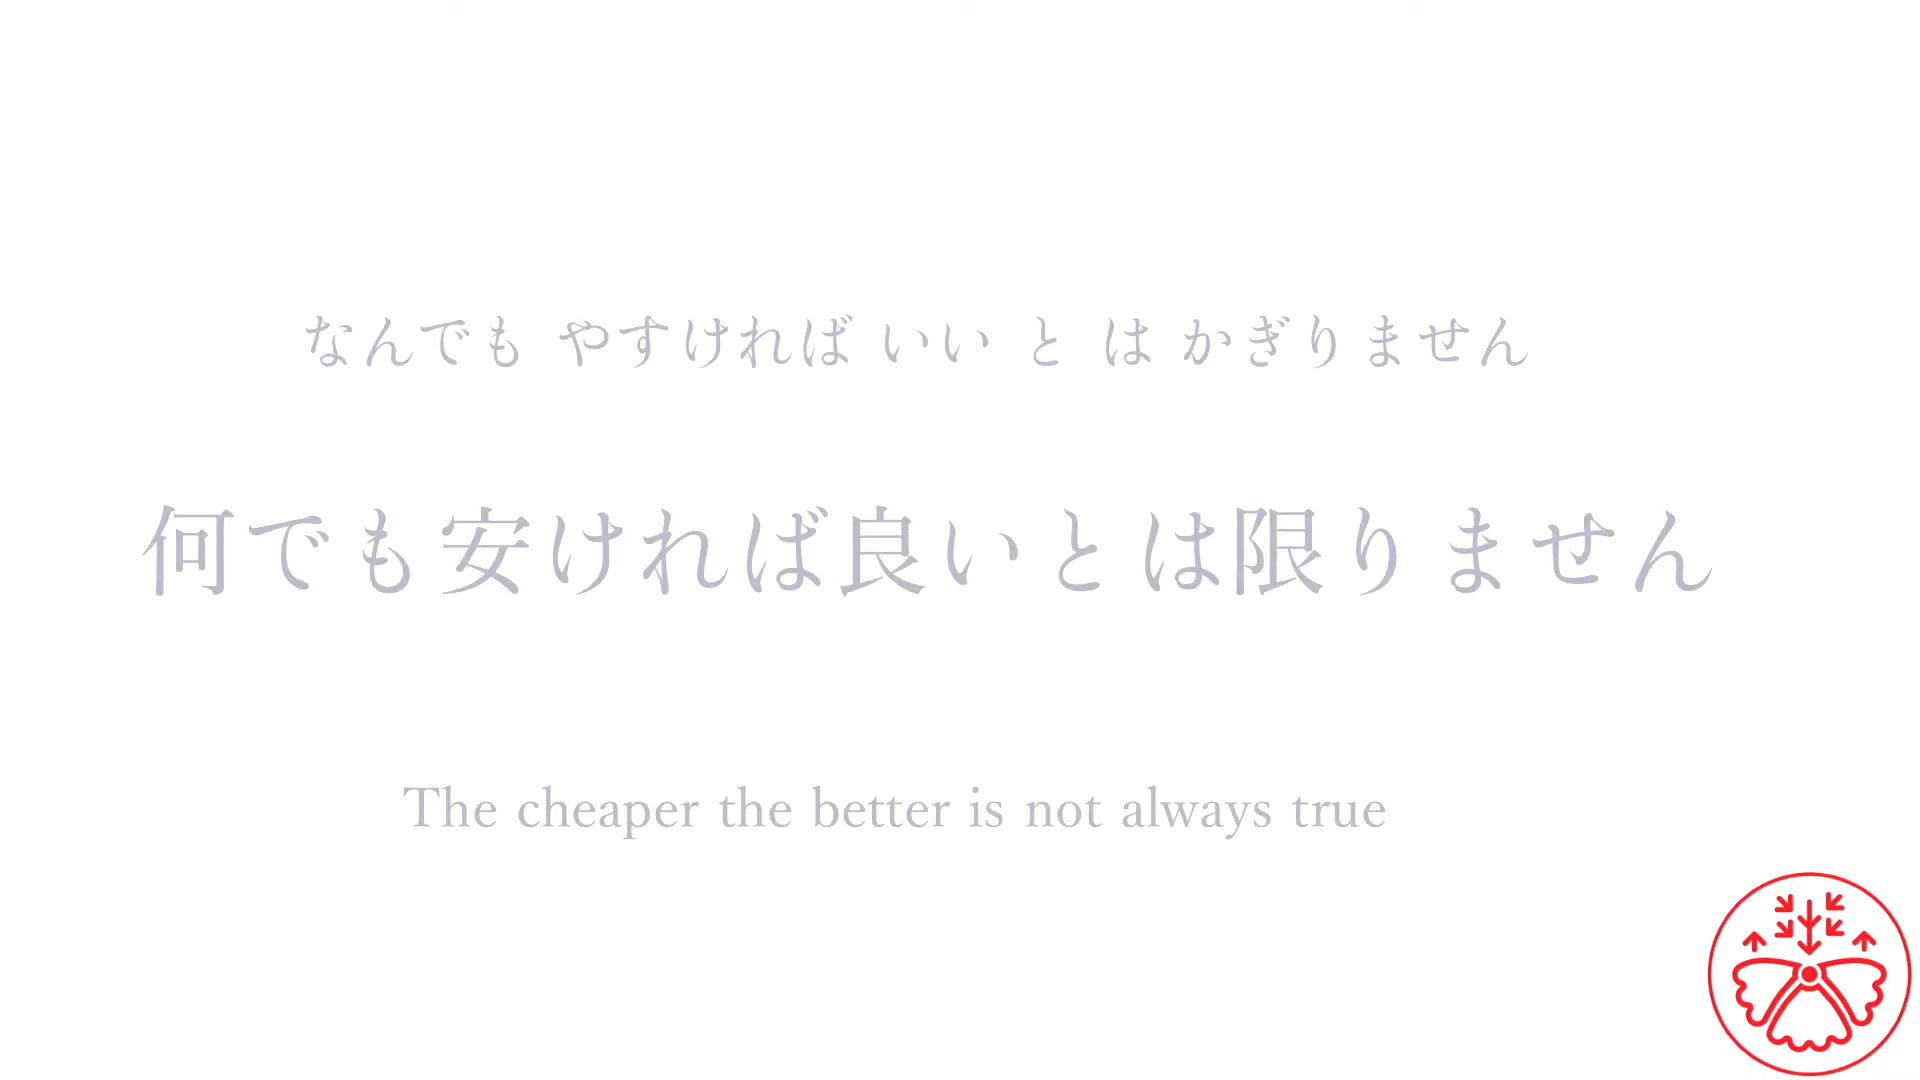 なんでも やすければ いい と は かぎりません
何でも安ければ良いとは限りません
The cheaper the better is not always true